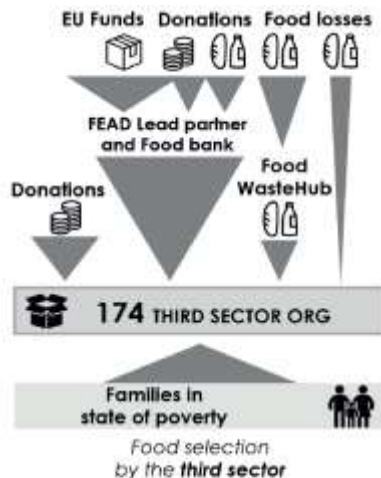 EU Funds Donations Food losses
FEAD Lead partner
and Food bank
Donations
Food
WasteHub
174 THIRD SECTOR ORG
Families in
state of poverty
Food selection
by the third sector